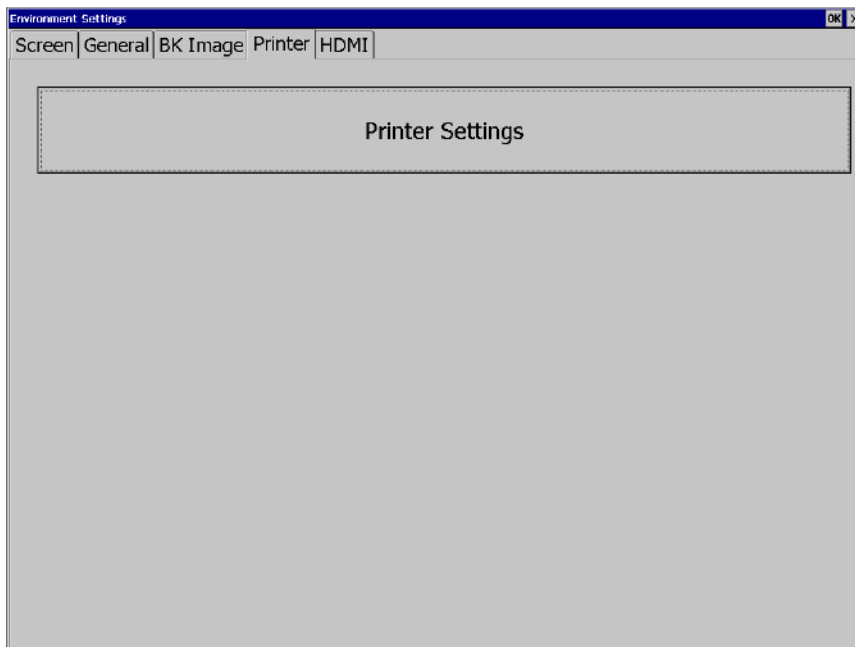 Environment Settings OK ×
Screen General BK Image Printer HDMI
Printer Settings